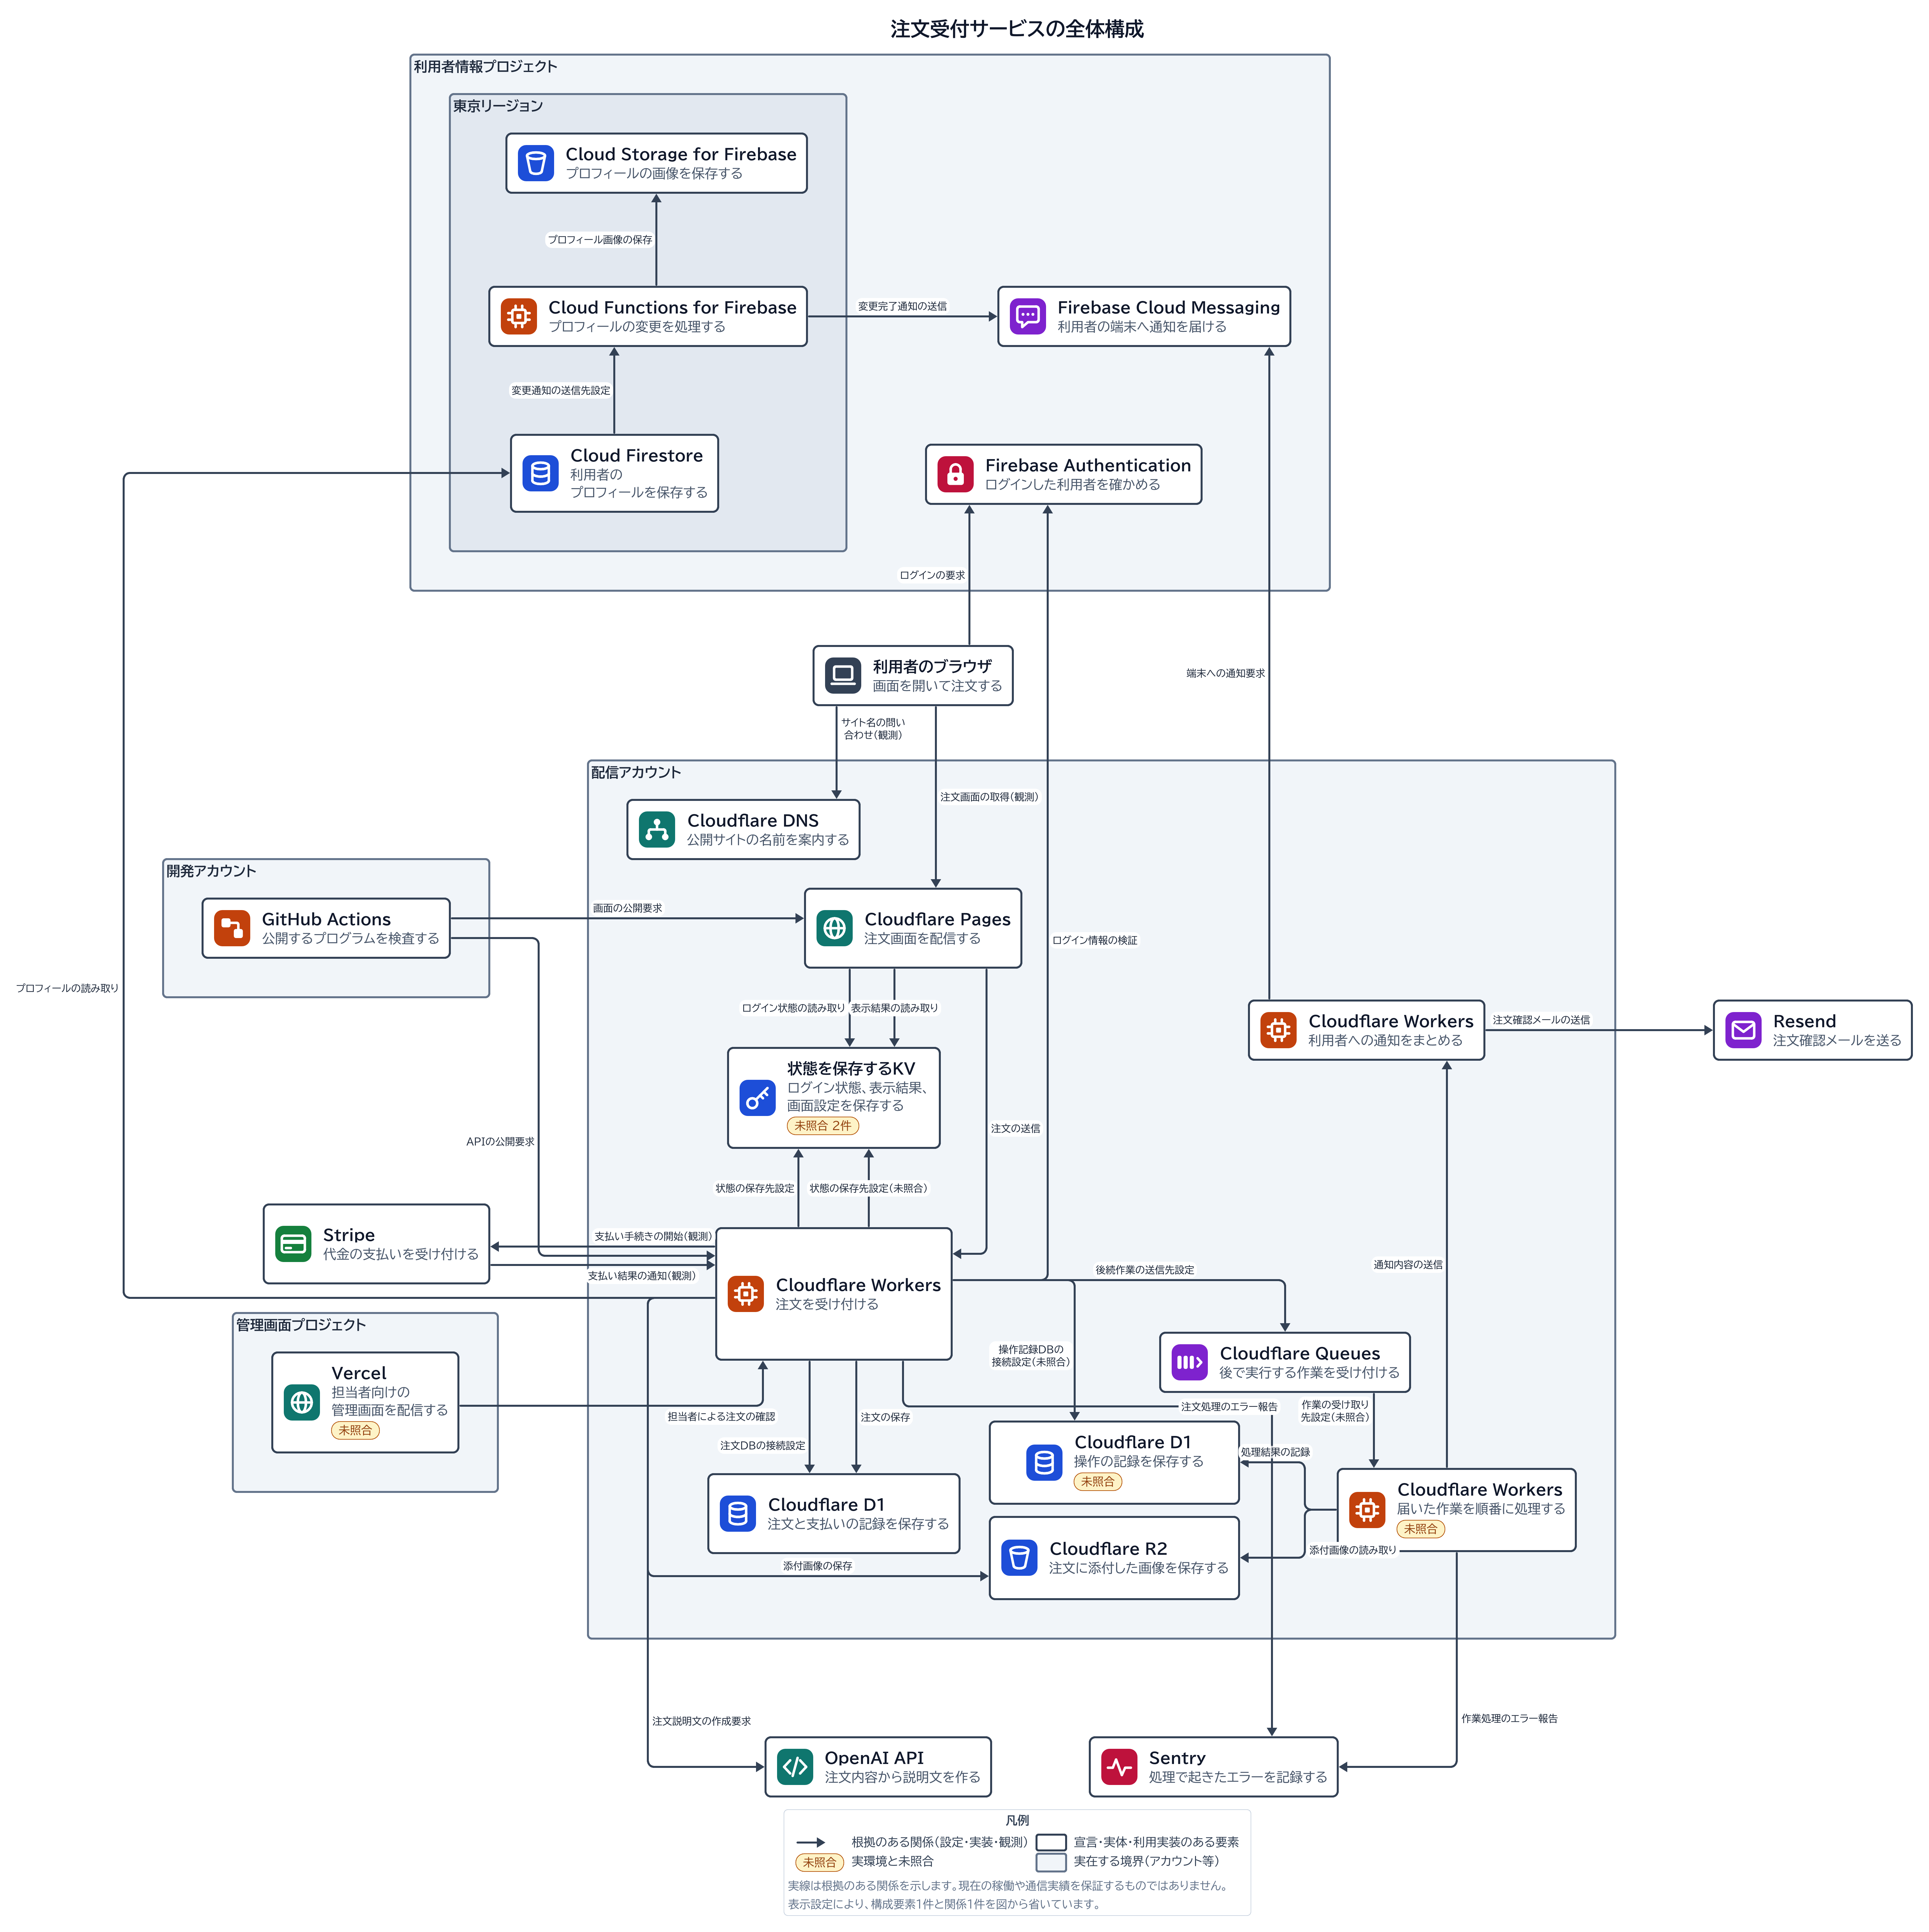 注文受付サービスの全体構成
利用者情報プロジェクト
東京リージョン
Cloud Storage for Firebase
プロフィールの画像を保存する
プロフィール画像の保存
Cloud Functions for Firebase
プロフィールの変更を処理する
変更完了通知の送信
Firebase Cloud Messaging
利用者の端末へ通知を届ける
変更通知の送信先設定
Cloud Firestore
利用者の
プロフィールを保存する
Firebase Authentication
ログインした利用者を確かめる
ログインの要求
利用者のブラウザ
画面を開いて注文する
端末への通知要求
サイト名の問い
合わせ(観測)
配信アカウント
注文画面の取得(観測)
Cloudflare DNS
公開サイトの名前を案内する
開発アカウント
GitHub Actions
公開するプログラムを検査する
画面の公開要求
Cloudflare Pages
注文画面を配信する
ログイン情報の検証
プロフィールの読み取り
ログイン状態の読み取り
表示結果の読み取り
Cloudflare Workers
利用者への通知をまとめる
注文確認メールの送信
Resend
注文確認メールを送る
状態を保存するKV
ログイン状態、表示結果、
画面設定を保存する
未照合 2件
注文の送信
APIの公開要求
状態の保存先設定
状態の保存先設定(未照合)
Stripe
代金の支払いを受け付ける
支払い手続きの開始(観測)
支払い結果の通知(観測)
Cloudflare Workers
注文を受け付ける
後続作業の送信先設定
通知内容の送信
管理画面プロジェクト
Vercel
担当者向けの
管理画面を配信する
未照合
操作記録DBの
接続設定(未照合)
Cloudflare Queues
後で実行する作業を受け付ける
担当者による注文の確認
注文の保存
注文処理のエラー報告
作業の受け取り
先設定(未照合)
注文DBの接続設定
Cloudflare D1
操作の記録を保存する
未照合
処理結果の記録
Cloudflare D1
注文と支払いの記録を保存する
Cloudflare Workers
届いた作業を順番に処理する
未照合
Cloudflare R2
注文に添付した画像を保存する
添付画像の読み取り
添付画像の保存
注文説明文の作成要求
作業処理のエラー報告
OpenAI API
注文内容から説明文を作る
Sentry
処理で起きたエラーを記録する
凡例
根拠のある関係(設定・実装・観測)
宣言・実体・利用実装のある要素
未照合
実環境と未照合
実在する境界(アカウント等)
実線は根拠のある関係を示します。現在の稼働や通信実績を保証するものではありません。
表示設定により、構成要素1件と関係1件を図から省いています。